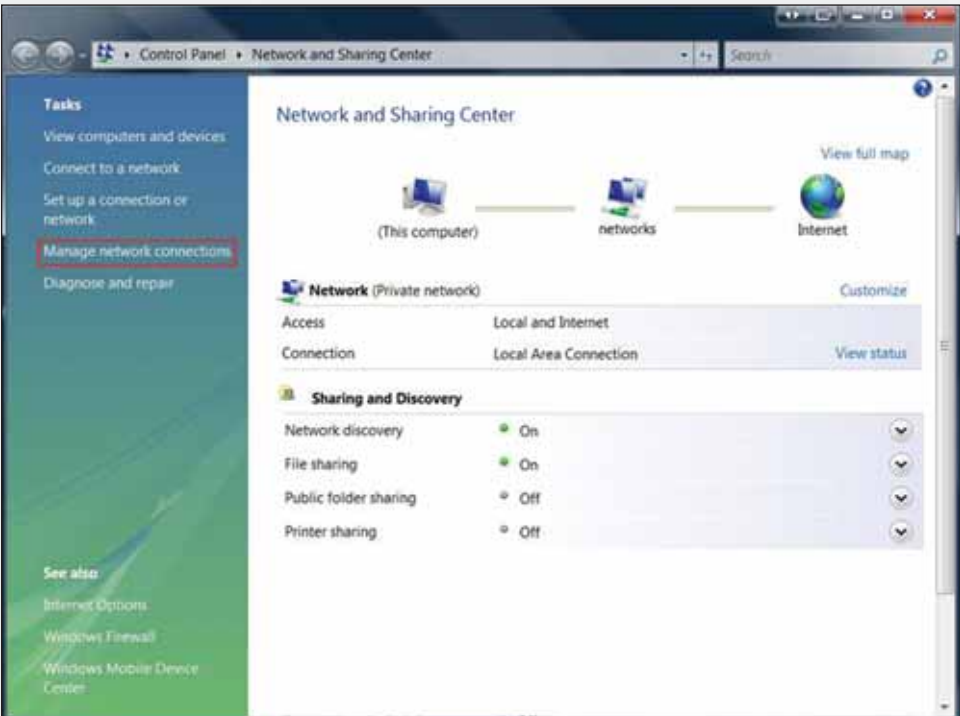 Control Panel Network and Sharing Center Search
Tasks
View computers and devices
Connect to a network
Set up a connection or
network
Manage network connections
Diagnose and repair
See also
Internet Options
Windows Firewall
Windows Mobile Device
Center
Network and Sharing Center
View full map
(This computer) networks Internet
Network (Private network) Customize
Access Local and Internet
Connection Local Area Connection View status
Sharing and Discovery
Network discovery On
File sharing On
Public folder sharing Off
Printer sharing Off